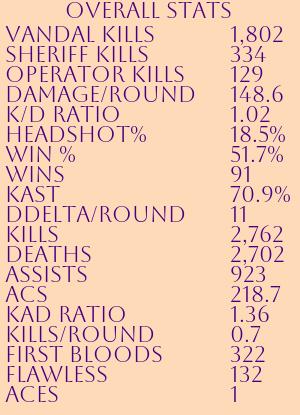 OVERALL STATS
VANDAL KILLS 1,802
SHERIFF KILLS 334
OPERATOR KILLS 129
DAMAGE/ROUND 148.6
K/D RATIO 1.02
HEADSHOT% 18.5%
WIN % 51.7%
WINS 91
KAST 70.9%
DDELTA/ROUND 11
KILLS 2,762
DEATHS 2,702
ASSISTS 923
ACS 218.7
KAD RATIO 1.36
KILLS/ROUND 0.7
FIRST BLOODS 322
FLAWLESS 132
ACES 1